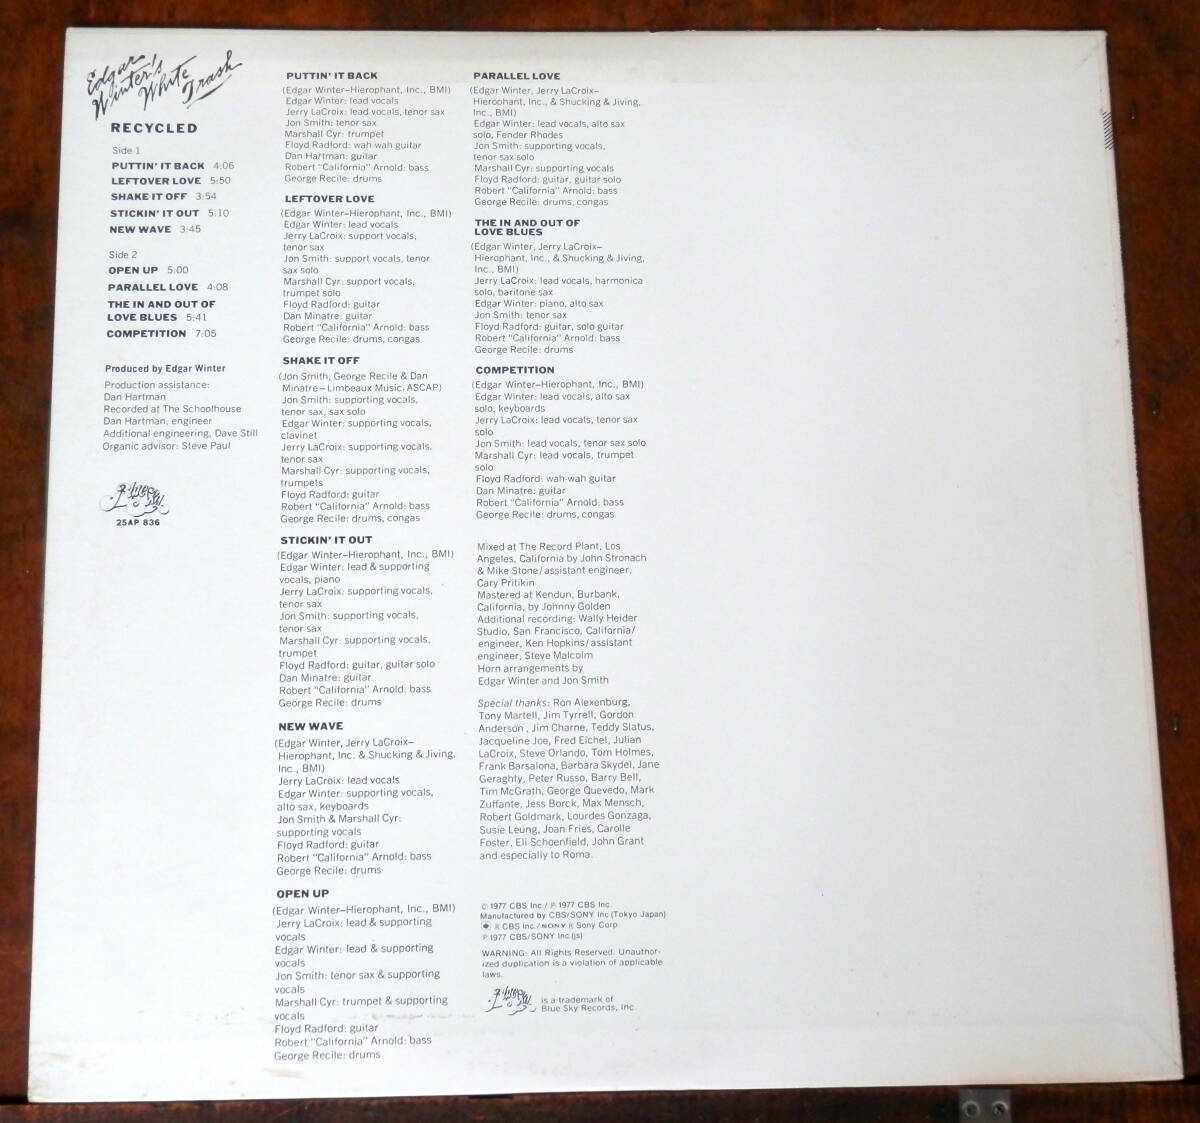 Edgar
Winter's
White
Trash
RECYCLED
Side 1
PUTTIN' IT BACK 4:06
LEFTOVER LOVE 5:50
SHAKE IT OFF 3:54
STICKIN' IT OUT 5:10
NEW WAVE 3:45
Side 2
OPEN UP 5:00
PARALLEL LOVE 4:08
THE IN AND OUT OF
LOVE BLUES 5:41
COMPETITION 7:05
Produced by Edgar Winter
Production assistance:
Dan Hartman
Recorded at The Schoolhouse
Dan Hartman, engineer
Additional engineering, Dave Still
Organic advisor: Steve Paul
Blue Sky
25AP 836
PUTTIN' IT BACK
(Edgar Winter–Hierophant, Inc., BMI)
Edgar Winter: lead vocals
Jerry LaCroix: lead vocals, tenor sax
Jon Smith: tenor sax
Marshall Cyr: trumpet
Floyd Radford: wah-wah guitar
Dan Hartman: guitar
Robert "California" Arnold: bass
George Recile: drums
LEFTOVER LOVE
(Edgar Winter–Hierophant, Inc., BMI)
Edgar Winter: lead vocals
Jerry LaCroix: support vocals,
tenor sax
Jon Smith: support vocals, tenor
sax solo
Marshall Cyr: support vocals,
trumpet solo
Floyd Radford: guitar
Dan Minatre: guitar
Robert "California" Arnold: bass
George Recile: drums, congas
SHAKE IT OFF
(Jon Smith, George Recile & Dan
Minatre–Limbeaux Music, ASCAP)
Jon Smith: supporting vocals,
tenor sax, sax solo
Edgar Winter: supporting vocals,
clavinet
Jerry LaCroix: supporting vocals,
tenor sax
Marshall Cyr: supporting vocals,
trumpets
Floyd Radford: guitar
Robert "California" Arnold: bass
George Recile: drums, congas
STICKIN' IT OUT
(Edgar Winter–Hierophant, Inc., BMI)
Edgar Winter: lead & supporting
vocals, piano
Jerry LaCroix: supporting vocals,
tenor sax
Jon Smith: supporting vocals,
tenor sax
Marshall Cyr: supporting vocals,
trumpet
Floyd Radford: guitar, guitar solo
Dan Minatre: guitar
Robert "California" Arnold: bass
George Recile: drums
NEW WAVE
(Edgar Winter, Jerry LaCroix–
Hierophant, Inc. & Shucking & Jiving,
Inc., BMI)
Jerry LaCroix: lead vocals
Edgar Winter: supporting vocals,
alto sax, keyboards
Jon Smith & Marshall Cyr:
supporting vocals
Floyd Radford: guitar
Robert "California" Arnold: bass
George Recile: drums
OPEN UP
(Edgar Winter–Hierophant, Inc., BMI)
Jerry LaCroix: lead & supporting
vocals
Edgar Winter: lead & supporting
vocals
Jon Smith: tenor sax & supporting
vocals
Marshall Cyr: trumpet & supporting
vocals
Floyd Radford: guitar
Robert "California" Arnold: bass
George Recile: drums
PARALLEL LOVE
(Edgar Winter, Jerry LaCroix–
Hierophant, Inc., & Shucking & Jiving,
Inc., BMI)
Edgar Winter: lead vocals, alto sax
solo, Fender Rhodes
Jon Smith: supporting vocals,
tenor sax solo
Marshall Cyr: supporting vocals
Floyd Radford: guitar, guitar solo
Robert "California" Arnold: bass
George Recile: drums, congas
THE IN AND OUT OF
LOVE BLUES
(Edgar Winter, Jerry LaCroix–
Hierophant, Inc., & Shucking & Jiving,
Inc., BMI)
Jerry LaCroix: lead vocals, harmonica
solo, baritone sax
Edgar Winter: piano, alto sax
Jon Smith: tenor sax
Floyd Radford: guitar, solo guitar
Robert "California" Arnold: bass
George Recile: drums
COMPETITION
(Edgar Winter-Hierophant, Inc., BMI)
Edgar Winter: lead vocals, alto sax
solo, keyboards
Jerry LaCroix: lead vocals, tenor sax
solo
Jon Smith: lead vocals, tenor sax solo
Marshall Cyr: lead vocals, trumpet
solo
Floyd Radford: wah-wah guitar
Dan Minatre: guitar
Robert "California" Arnold: bass
George Recile: drums, congas
Mixed at The Record Plant, Los
Angeles, California by John Stronach
& Mike Stone/assistant engineer,
Cary Pritikin
Mastered at Kendun, Burbank,
California, by Johnny Golden
Additional recording: Wally Heider
Studio, San Francisco, California/
engineer, Ken Hopkins/assistant
engineer, Steve Malcolm
Horn arrangements by
Edgar Winter and Jon Smith
Special thanks: Ron Alexenburg,
Tony Martell, Jim Tyrrell, Gordon
Anderson, Jim Charne, Teddy Slatus,
Jacqueline Joe, Fred Eichel, Julian
LaCroix, Steve Orlando, Tom Holmes,
Frank Barsalona, Barbara Skydel, Jane
Geraghty, Peter Russo, Barry Bell,
Tim McGrath, George Quevedo, Mark
Zuffante, Jess Borck, Max Mensch,
Robert Goldmark, Lourdes Gonzaga,
Susie Leung, Joan Fries, Carolle
Foster, Eli Schoenfield, John Grant
and especially to Roma.
© 1977 CBS Inc./ ℗ 1977 CBS Inc.
Manufactured by CBS/SONY Inc (Tokyo Japan)
® CBS Inc./SONY ® Sony Corp.
℗ 1977 CBS/SONY Inc.(js)
WARNING: All Rights Reserved. Unauthor-
ized duplication is a violation of applicable
laws.
Blue Sky is a trademark of
Blue Sky Records, Inc.